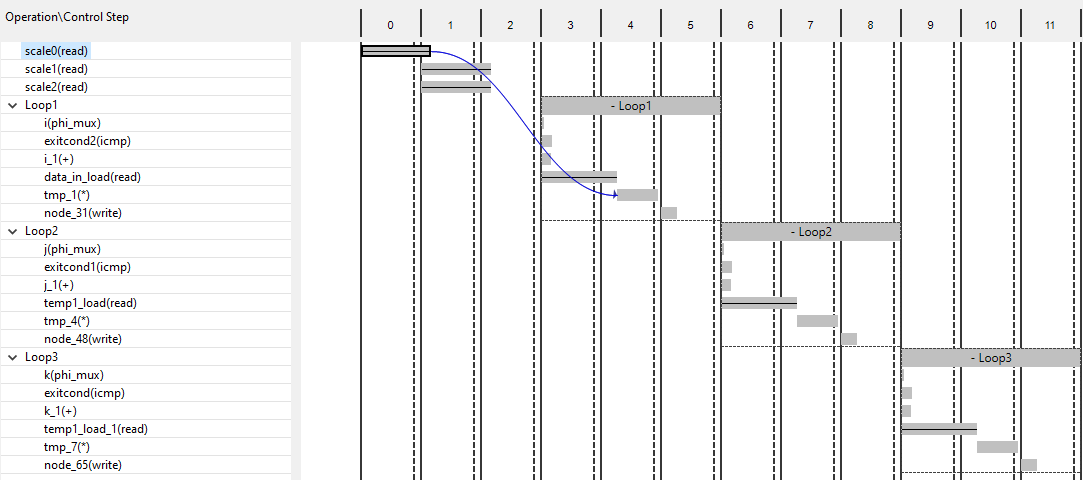 Operation\Control Step
0 1 2 3 4 5 6 7 8 9 10 11
scale0(read)
scale1(read)
scale2(read)
Loop1
- Loop1
i(phi_mux)
exitcond2(icmp)
i_1(+)
data_in_load(read)
tmp_1(*)
node_31(write)
Loop2
- Loop2
j(phi_mux)
exitcond1(icmp)
j_1(+)
temp1_load(read)
tmp_4(*)
node_48(write)
Loop3
- Loop3
k(phi_mux)
exitcond(icmp)
k_1(+)
temp1_load_1(read)
tmp_7(*)
node_65(write)